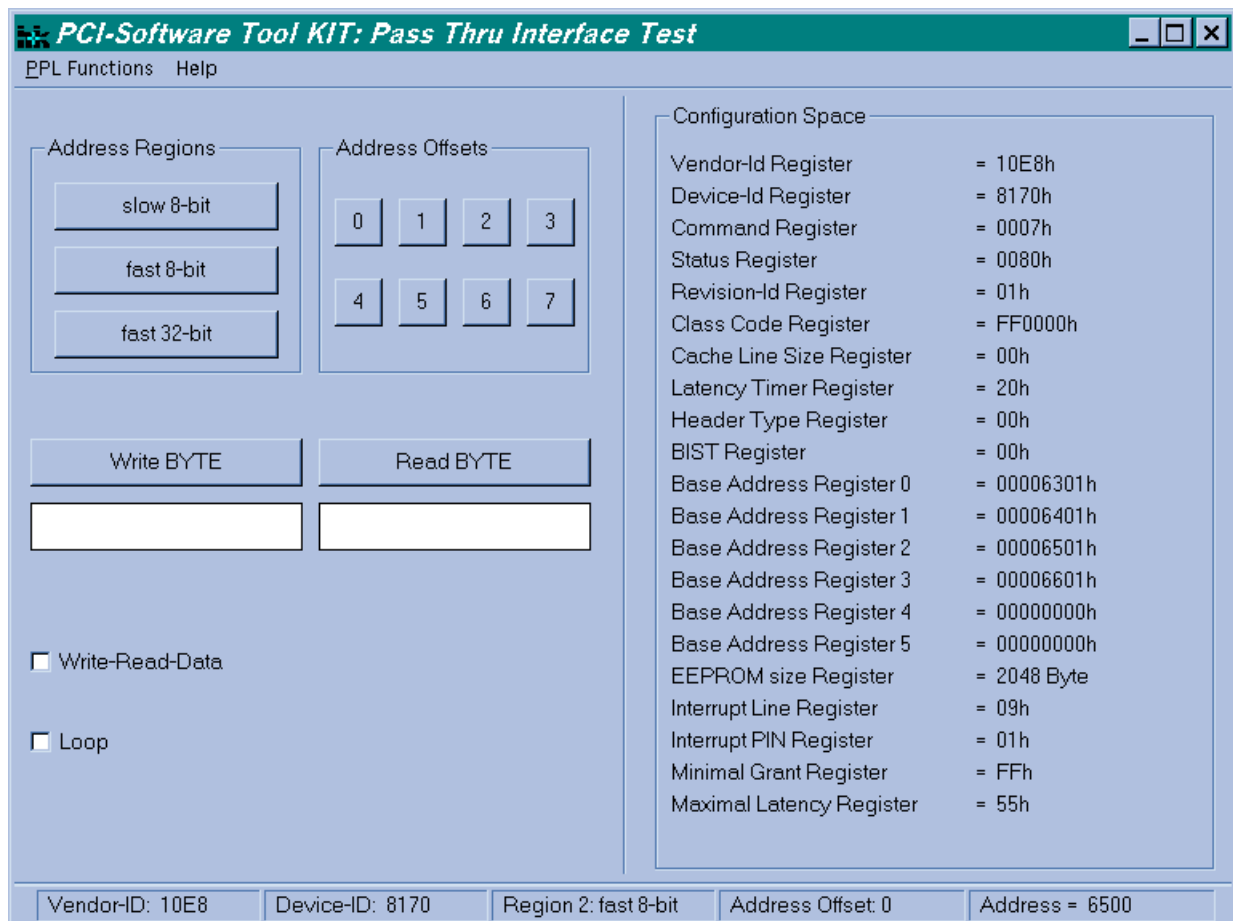 PCI-Software Tool KIT: Pass Thru Interface Test
PPL Functions Help
Address Regions
slow 8-bit
fast 8-bit
fast 32-bit
Address Offsets
0 1 2 3
4 5 6 7
Write BYTE Read BYTE
Write-Read-Data
Loop
Configuration Space
Vendor-Id Register = 10E8h
Device-Id Register = 8170h
Command Register = 0007h
Status Register = 0080h
Revision-Id Register = 01h
Class Code Register = FF0000h
Cache Line Size Register = 00h
Latency Timer Register = 20h
Header Type Register = 00h
BIST Register = 00h
Base Address Register 0 = 00006301h
Base Address Register 1 = 00006401h
Base Address Register 2 = 00006501h
Base Address Register 3 = 00006601h
Base Address Register 4 = 00000000h
Base Address Register 5 = 00000000h
EEPROM size Register = 2048 Byte
Interrupt Line Register = 09h
Interrupt PIN Register = 01h
Minimal Grant Register = FFh
Maximal Latency Register = 55h
Vendor-ID: 10E8 Device-ID: 8170 Region 2: fast 8-bit Address Offset: 0 Address = 6500